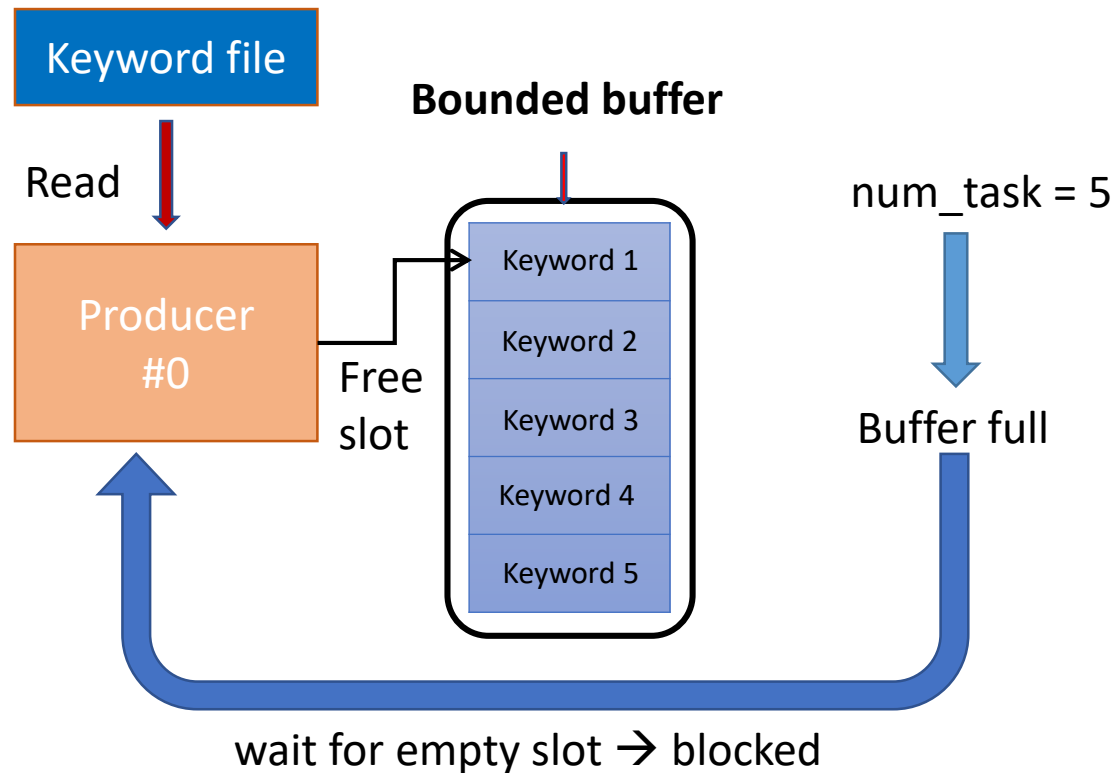 Keyword file
Bounded buffer
Read
num_task = 5
Keyword 1
Producer
#0
Keyword 2
Free
slot
Keyword 3
Buffer full
Keyword 4
Keyword 5
wait for empty slot → blocked